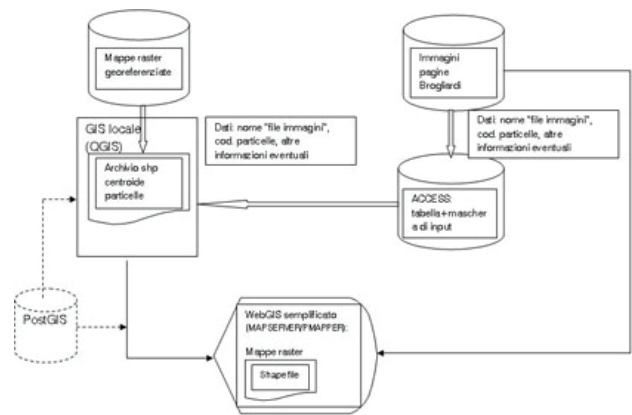 Mappe raster
georeferenziate
Immagini
pagine
Brogliardi
GIS locale
(QGIS)
Dati: nome "file immagini",
cod. particelle, altre
informazioni eventuali
Dati: nome "file immagini",
cod. particelle, altre
informazioni eventuali
Archivio shp
centroide
particelle
ACCESS:
tabella+mascher
a di input
PostGIS
WebGIS semplificato
(MAPSERVER/PMAPPER):
Mappe raster
Shapefile